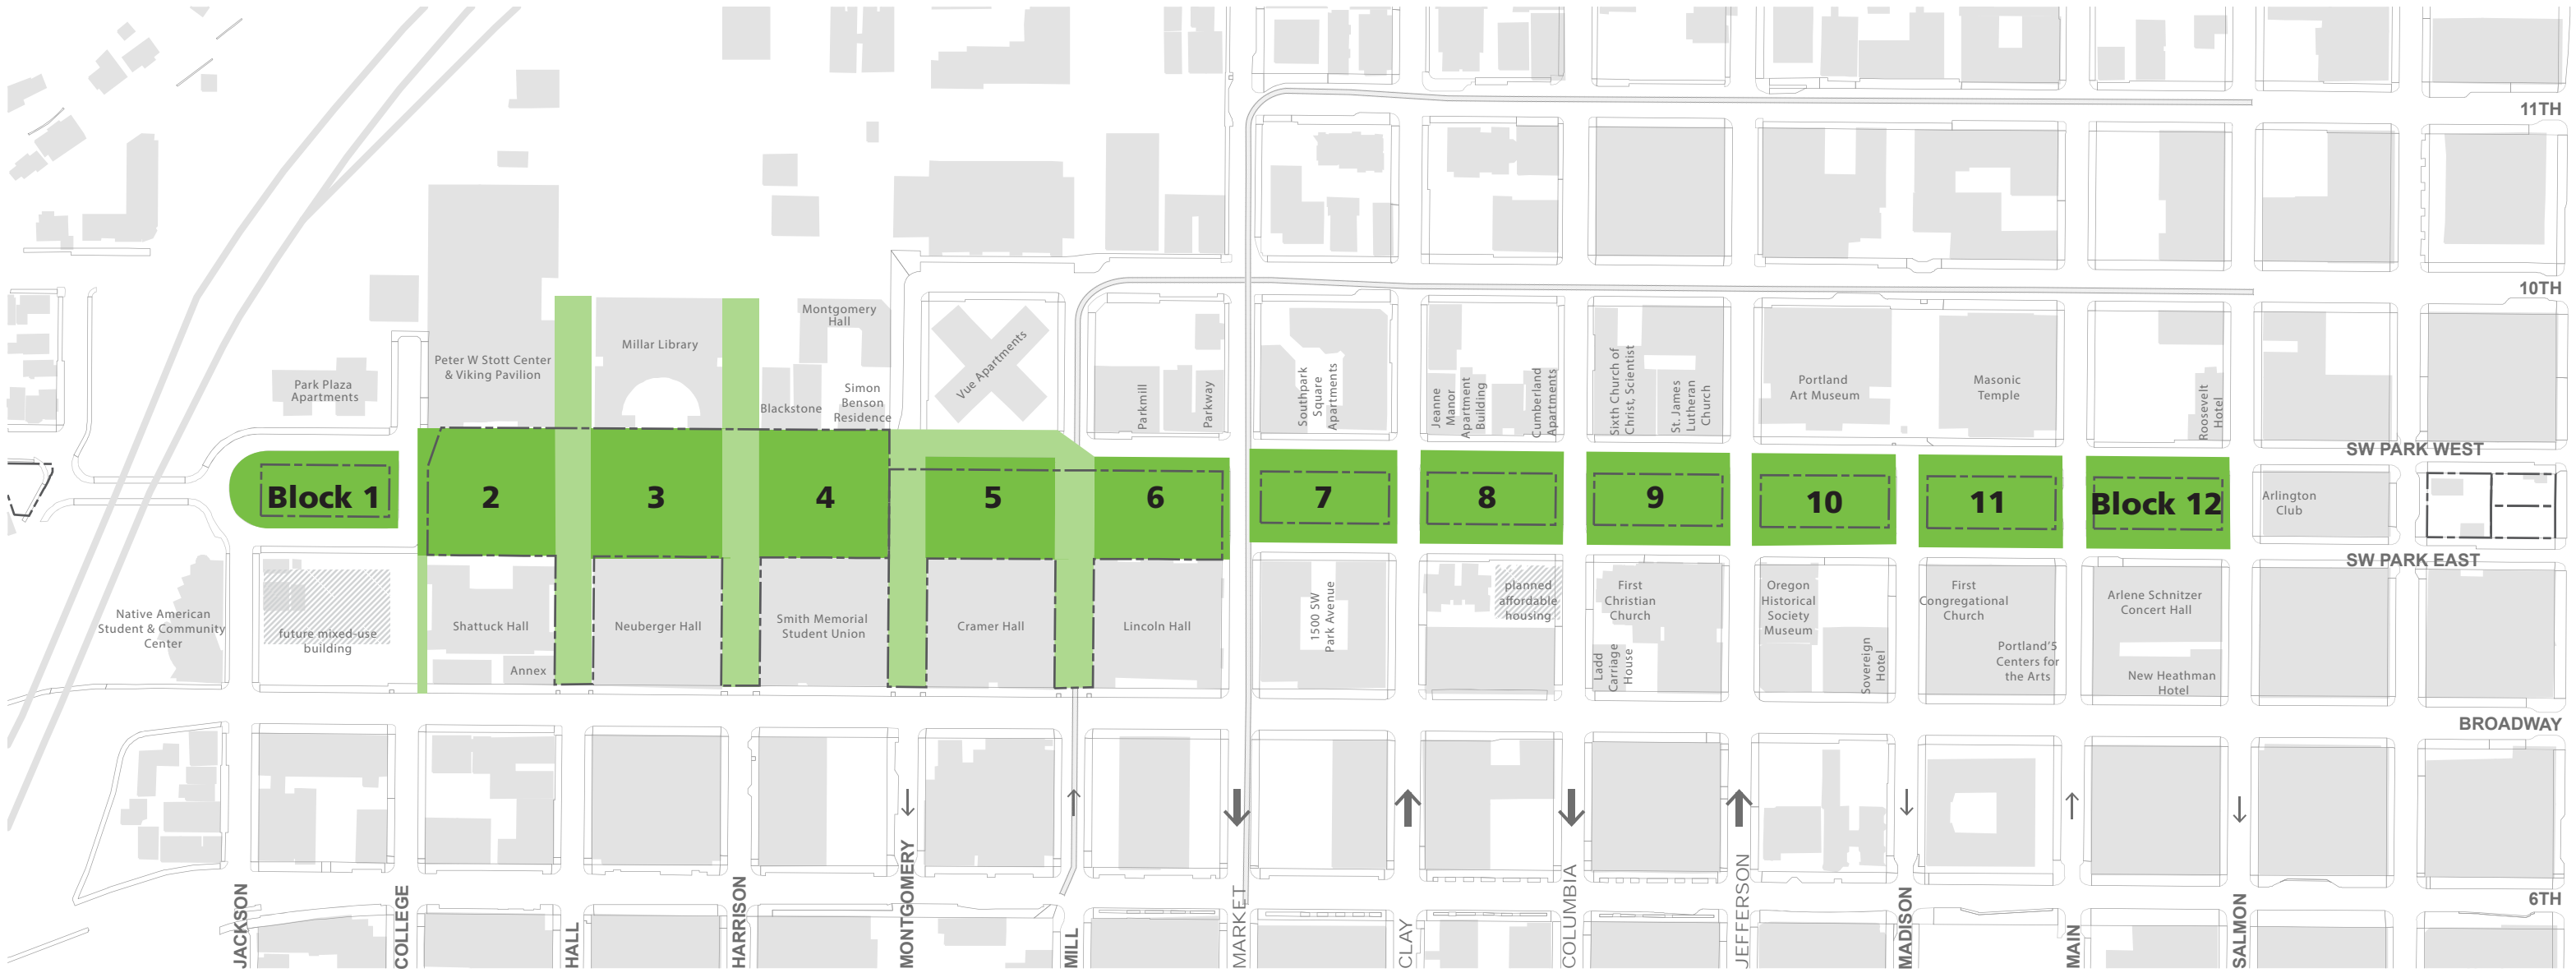 11TH
10TH
Montgomery
Hall
Millar Library
Peter W Stott Center
& Viking Pavilion
Park Plaza
Apartments
Blackstone
Simon
Benson
Residence
Vue Apartments
Parkmill
Parkway
Southpark
Square
Apartments
Jeanne
Manor
Apartment
Building
Cumberland
Apartments
Sixth Church of
Christ, Scientist
St. James
Lutheran
Church
Portland
Art Museum
Masonic
Temple
Roosevelt
Hotel
SW PARK WEST
Block 1
2
3
4
5
6
7
8
9
10
11
Block 12
Arlington
Club
SW PARK EAST
Native American
Student & Community
Center
future mixed-use
building
Shattuck Hall
Annex
Neuberger Hall
Smith Memorial
Student Union
Cramer Hall
Lincoln Hall
1500 SW
Park Avenue
planned
affordable
housing
First
Christian
Church
Ladd
Carriage
House
Oregon
Historical
Society
Museum
Sovereign
Hotel
First
Congregational
Church
Portland'5
Centers for
the Arts
Arlene Schnitzer
Concert Hall
New Heathman
Hotel
BROADWAY
6TH
JACKSON
COLLEGE
HALL
HARRISON
MONTGOMERY
MILL
MARKET
CLAY
COLUMBIA
JEFFERSON
MADISON
MAIN
SALMON